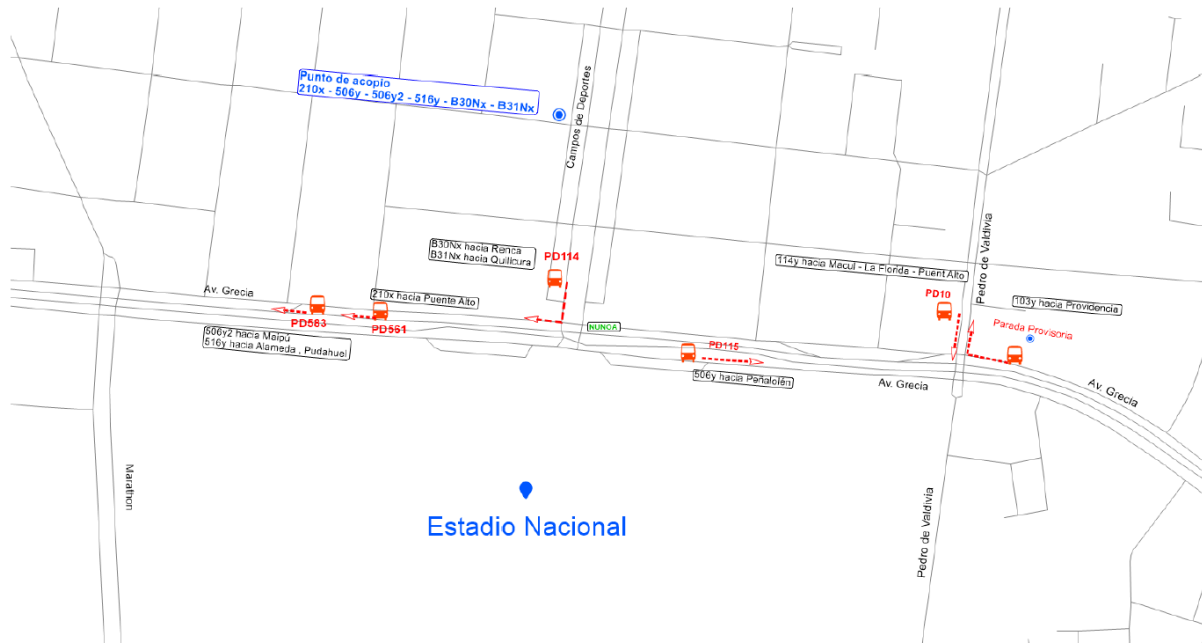 Punto de acopio
210x - 506y - 506y2 - 516y - B30Nx - B31Nx
Campos de Deportes
Pedro de Valdivia
B30Nx hacia Renca
B31Nx hacia Quilicura
PD114
114y hacia Macul - La Florida - Puent Alto
Av. Grecia
210x hacia Puente Alto
PD10
103y hacia Providencia
PD563
PD561
NUNOA
Parada Provisoria
506y2 hacia Maipú
516y hacia Alameda , Pudahuel
PD115
506y hacia Peñalolén
Av. Grecia
Av. Grecia
Marathon
Estadio Nacional
Pedro de Valdivia